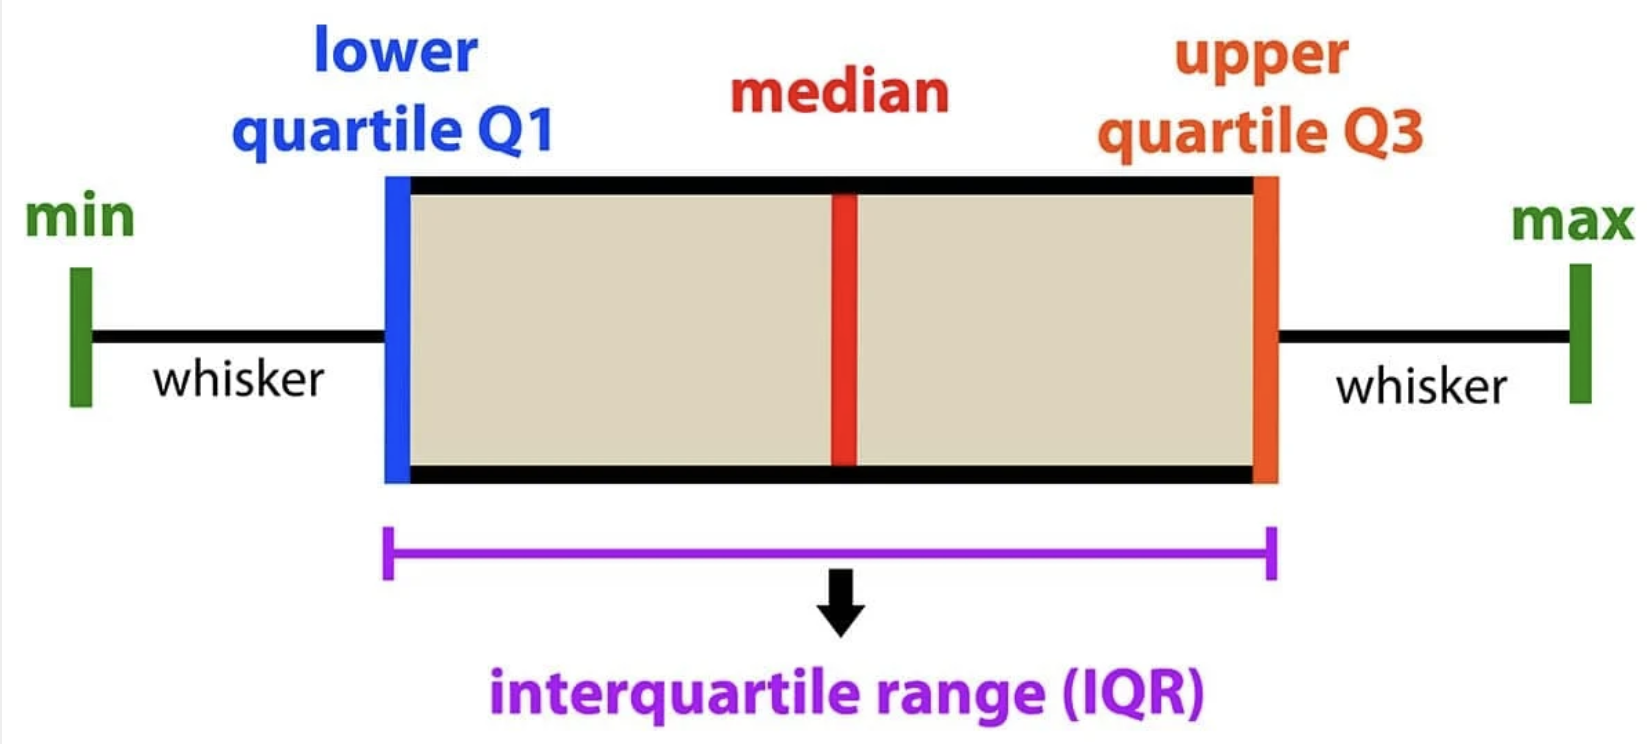 lower
quartile Q1
median
upper
quartile Q3
min
max
whisker
whisker
interquartile range (IQR)